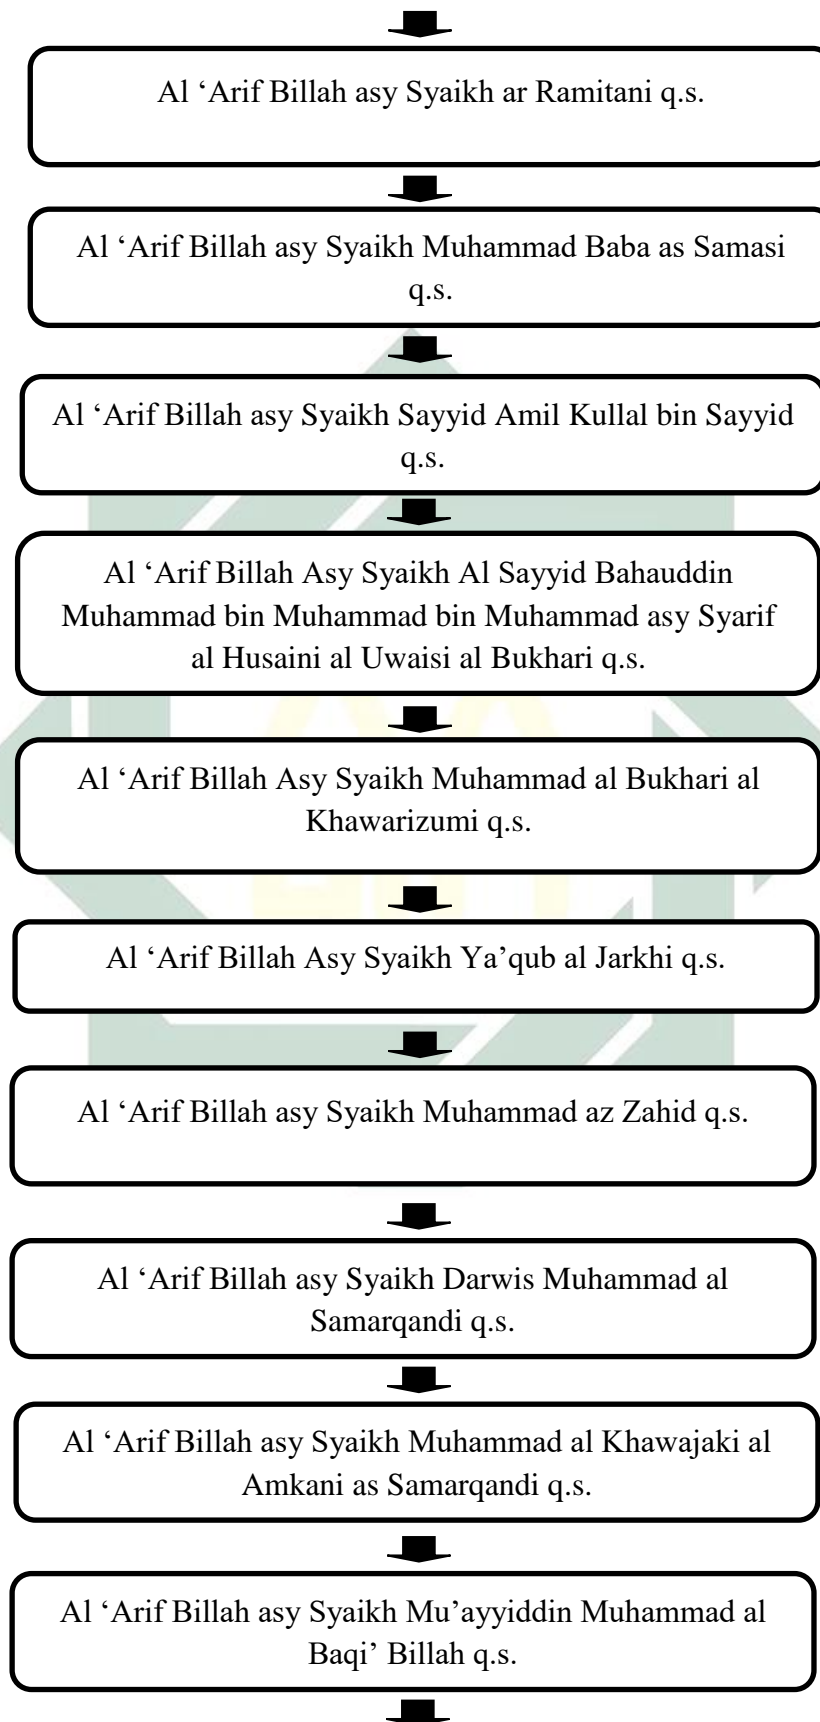 Al ‘Arif Billah asy Syaikh ar Ramitani q.s.
Al ‘Arif Billah asy Syaikh Muhammad Baba as Samasi
q.s.
Al ‘Arif Billah asy Syaikh Sayyid Amil Kullal bin Sayyid
q.s.
Al ‘Arif Billah Asy Syaikh Al Sayyid Bahauddin
Muhammad bin Muhammad bin Muhammad asy Syarif
al Husaini al Uwaisi al Bukhari q.s.
Al ‘Arif Billah Asy Syaikh Muhammad al Bukhari al
Khawarizumi q.s.
Al ‘Arif Billah Asy Syaikh Ya’qub al Jarkhi q.s.
Al ‘Arif Billah asy Syaikh Muhammad az Zahid q.s.
Al ‘Arif Billah asy Syaikh Darwis Muhammad al
Samarqandi q.s.
Al ‘Arif Billah asy Syaikh Muhammad al Khawajaki al
Amkani as Samarqandi q.s.
Al ‘Arif Billah asy Syaikh Mu’ayyiddin Muhammad al
Baqi’ Billah q.s.